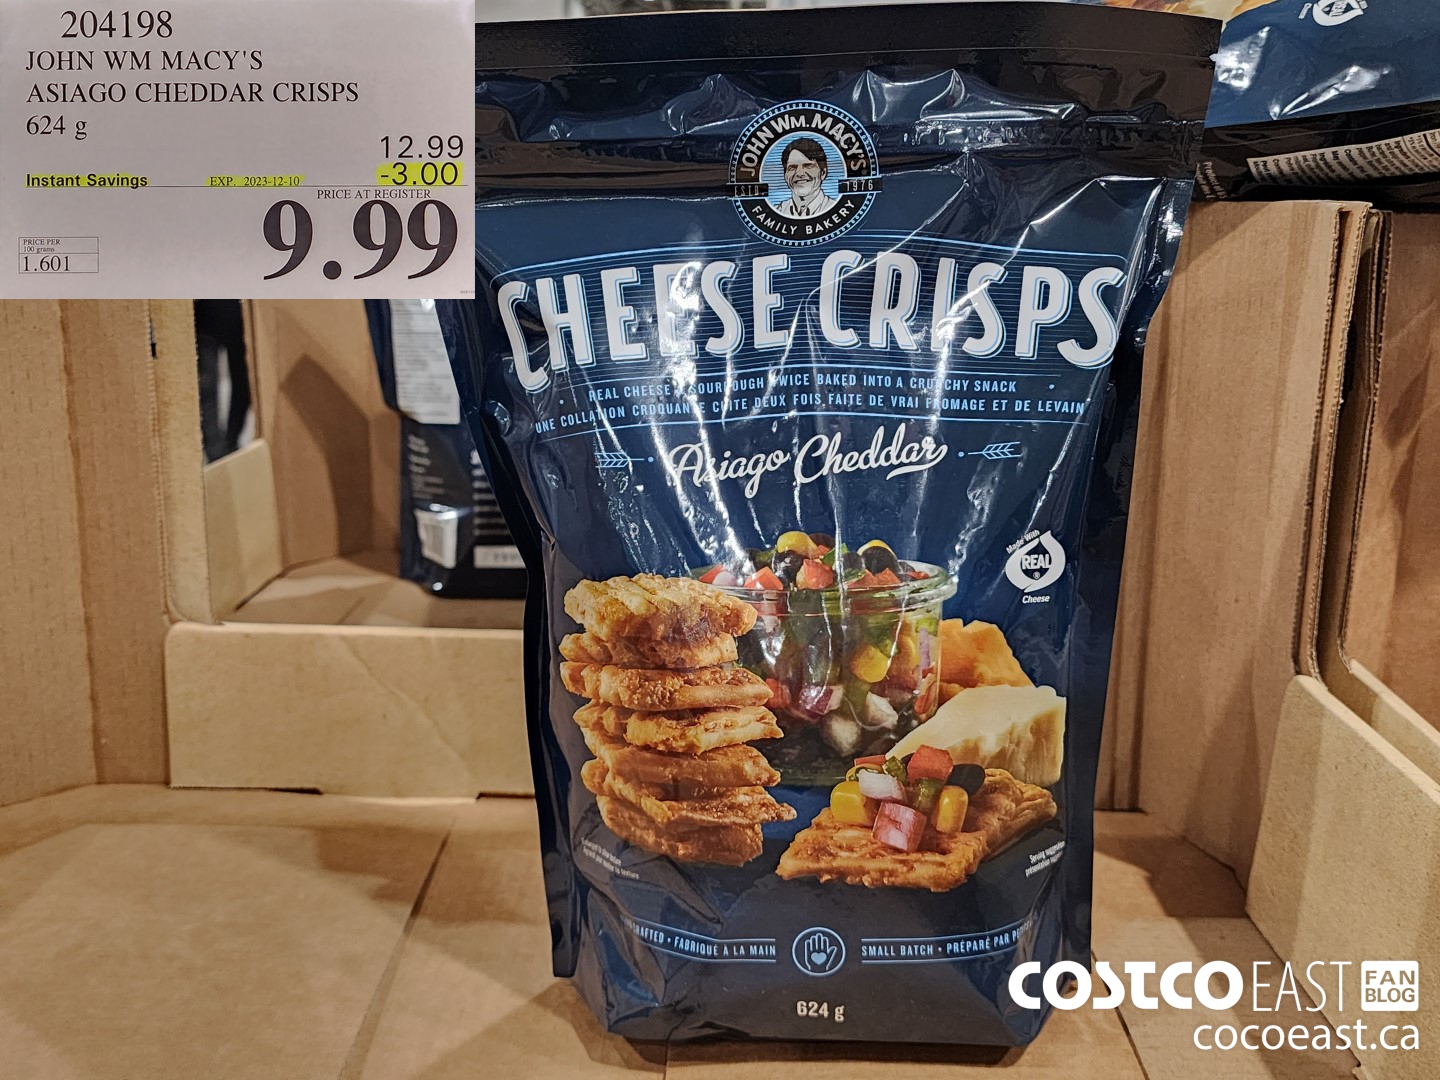 204198
JOHN WM MACY'S
ASIAGO CHEDDAR CRISPS
624 g
12.99
Instant Savings EXP. 2023-12-10 -3.00
PRICE AT REGISTER
9.99
PRICE PER
100 grams
1.601
JOHN WM. MACY'S
ESTD. 1976
FAMILY BAKERY
CHEESE CRISPS
REAL CHEESE & SOURDOUGH TWICE BAKED INTO A CRUNCHY SNACK
UNE COLLATION CROQUANTE CUITE DEUX FOIS FAITE DE VRAI FROMAGE ET DE LEVAIN
Asiago Cheddar
Made With
REAL
®
Cheese
Serving suggestion
FABRIQUÉ À LA MAIN
SMALL BATCH • PRÉPARÉ PAR
624 g
COSTCO EAST FAN BLOG
cocoeast.ca